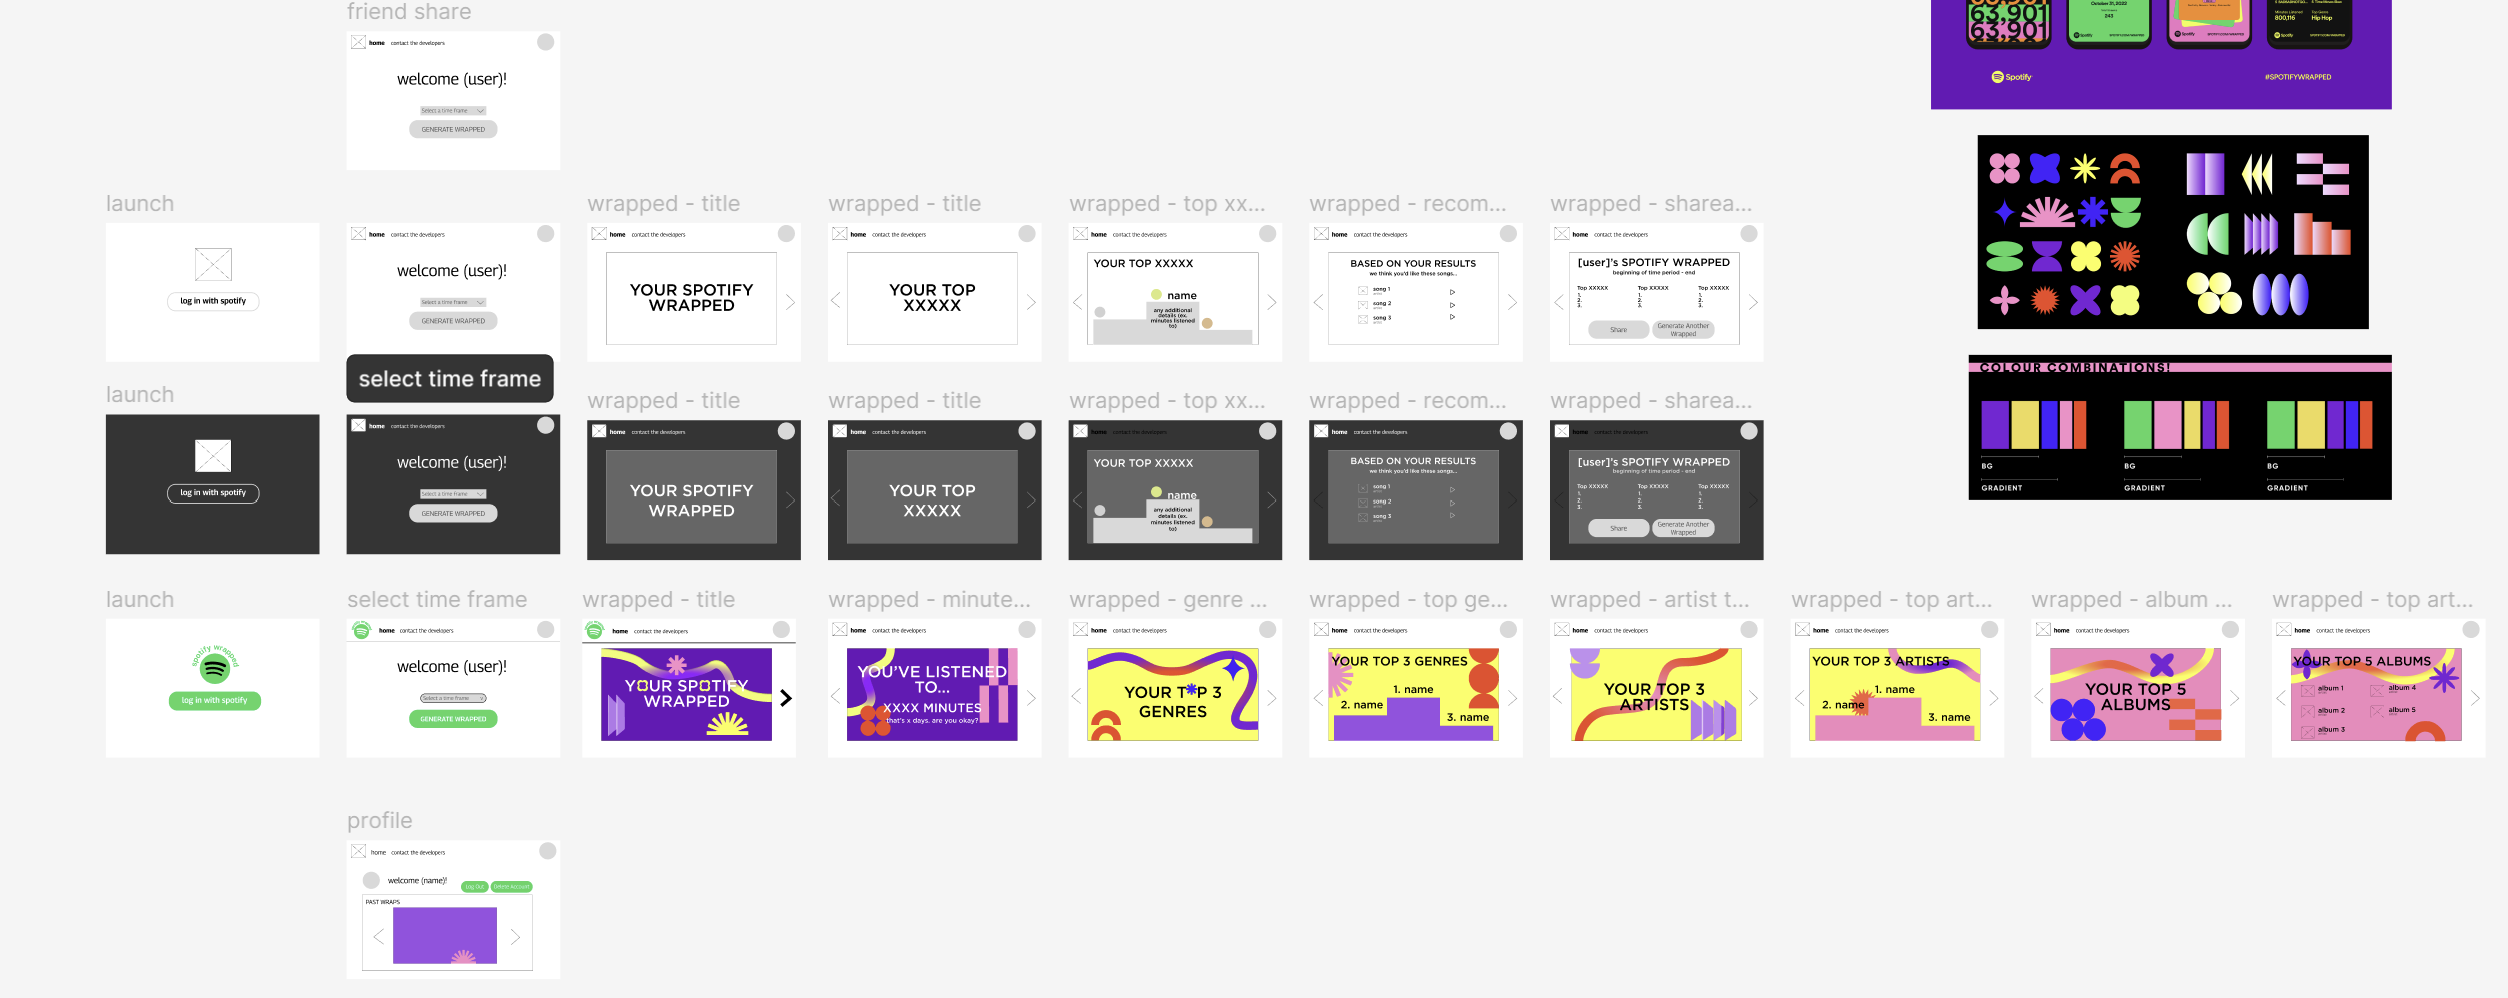 friend share
home contact the developers
welcome (user)!
Select a time frame
GENERATE WRAPPED
63,901
63,901
October 31, 2022
243
Minutes Listened Top Genre
800,116 Hip Hop
Spotify
Spotify SPOTIFY.COM/WRAPPED
Spotify SPOTIFY.COM/WRAPPED
Spotify
#SPOTIFYWRAPPED
COLOUR COMBINATIONS!
BG
GRADIENT
BG
GRADIENT
BG
GRADIENT
launch
log in with spotify
home contact the developers
welcome (user)!
Select a time frame
GENERATE WRAPPED
wrapped - title
home contact the developers
YOUR SPOTIFY
WRAPPED
wrapped - title
home contact the developers
YOUR TOP
XXXXX
wrapped - top xx...
home contact the developers
YOUR TOP XXXXX
name
any additional
details (ex.
minutes listened
to)
wrapped - recom...
home contact the developers
BASED ON YOUR RESULTS
we think you'd like these songs...
song 1
song 2
song 3
wrapped - sharea...
home contact the developers
[user]'s SPOTIFY WRAPPED
beginning of time period - end
Top XXXXX Top XXXXX Top XXXXX
1. 1. 1.
2. 2. 2.
3. 3. 3.
Share
Generate Another
Wrapped
select time frame
launch
log in with spotify
home contact the developers
welcome (user)!
Select a time frame
GENERATE WRAPPED
wrapped - title
home contact the developers
YOUR SPOTIFY
WRAPPED
wrapped - title
home contact the developers
YOUR TOP
XXXXX
wrapped - top xx...
home contact the developers
YOUR TOP XXXXX
name
any additional
details (ex.
minutes listened
to)
wrapped - recom...
home contact the developers
BASED ON YOUR RESULTS
we think you'd like these songs...
song 1
song 2
song 3
wrapped - sharea...
home contact the developers
[user]'s SPOTIFY WRAPPED
beginning of time period - end
Top XXXXX Top XXXXX Top XXXXX
1. 1. 1.
2. 2. 2.
3. 3. 3.
Share
Generate Another
Wrapped
launch
spotify wrapped
log in with spotify
select time frame
home contact the developers
welcome (user)!
Select a time frame
GENERATE WRAPPED
wrapped - title
home contact the developers
YOUR SPOTIFY
WRAPPED
wrapped - minute...
home contact the developers
YOU'VE LISTENED
TO...
XXXX MINUTES
that's x days. are you okay?
wrapped - genre ...
home contact the developers
YOUR TOP 3
GENRES
wrapped - top ge...
home contact the developers
YOUR TOP 3 GENRES
1. name
2. name
3. name
wrapped - artist t...
home contact the developers
YOUR TOP 3
ARTISTS
wrapped - top art...
home contact the developers
YOUR TOP 3 ARTISTS
1. name
2. name
3. name
wrapped - album ...
home contact the developers
YOUR TOP 5
ALBUMS
wrapped - top art...
home contact the developers
YOUR TOP 5 ALBUMS
album 1
album 4
album 2
album 5
album 3
profile
home contact the developers
welcome (name)!
Log Out
Delete Account
PAST WRAPS